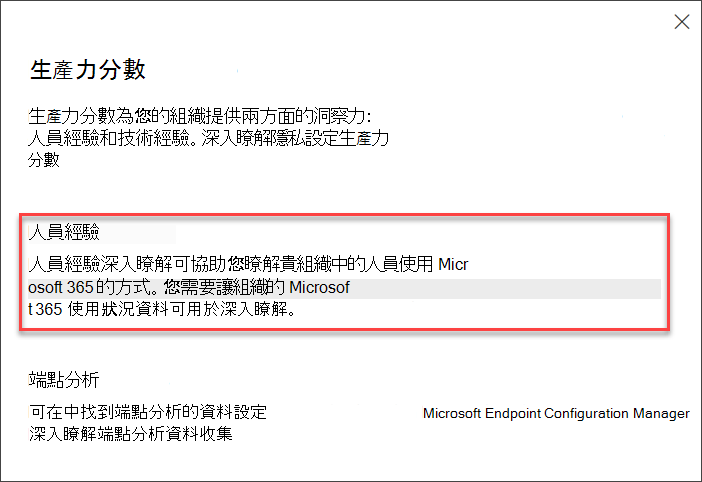 生產力分數
生產力分數為您的組織提供兩方面的洞察力:
人員經驗和技術經驗。深入瞭解隱私設定生產力
分數
人員經驗
人員經驗深入瞭解可協助您瞭解貴組織中的人員使用 Micr
osoft 365 的方式。您需要讓組織的 Microsof
t 365 使用狀況資料可用於深入瞭解。
端點分析
可在中找到端點分析的資料設定 Microsoft Endpoint Configuration Manager
深入瞭解端點分析資料收集